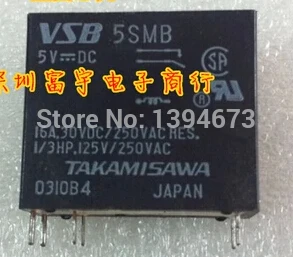 VSB 5SMB
5V⎓DC
圳富宇电子商行
Store No: 1394673
16A,30VDC/250VAC RES.
1/3HP,125V/250VAC
TAKAMISAWA
0310B4 JAPAN